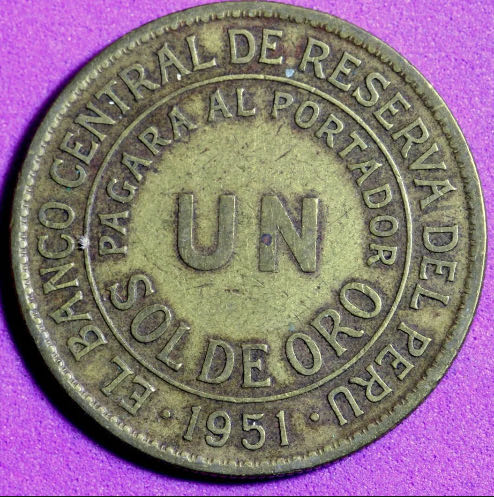 EL BANCO CENTRAL DE RESERVA DEL PERU
PAGARA AL PORTADOR
UN
SOL DE ORO
· 1951 ·